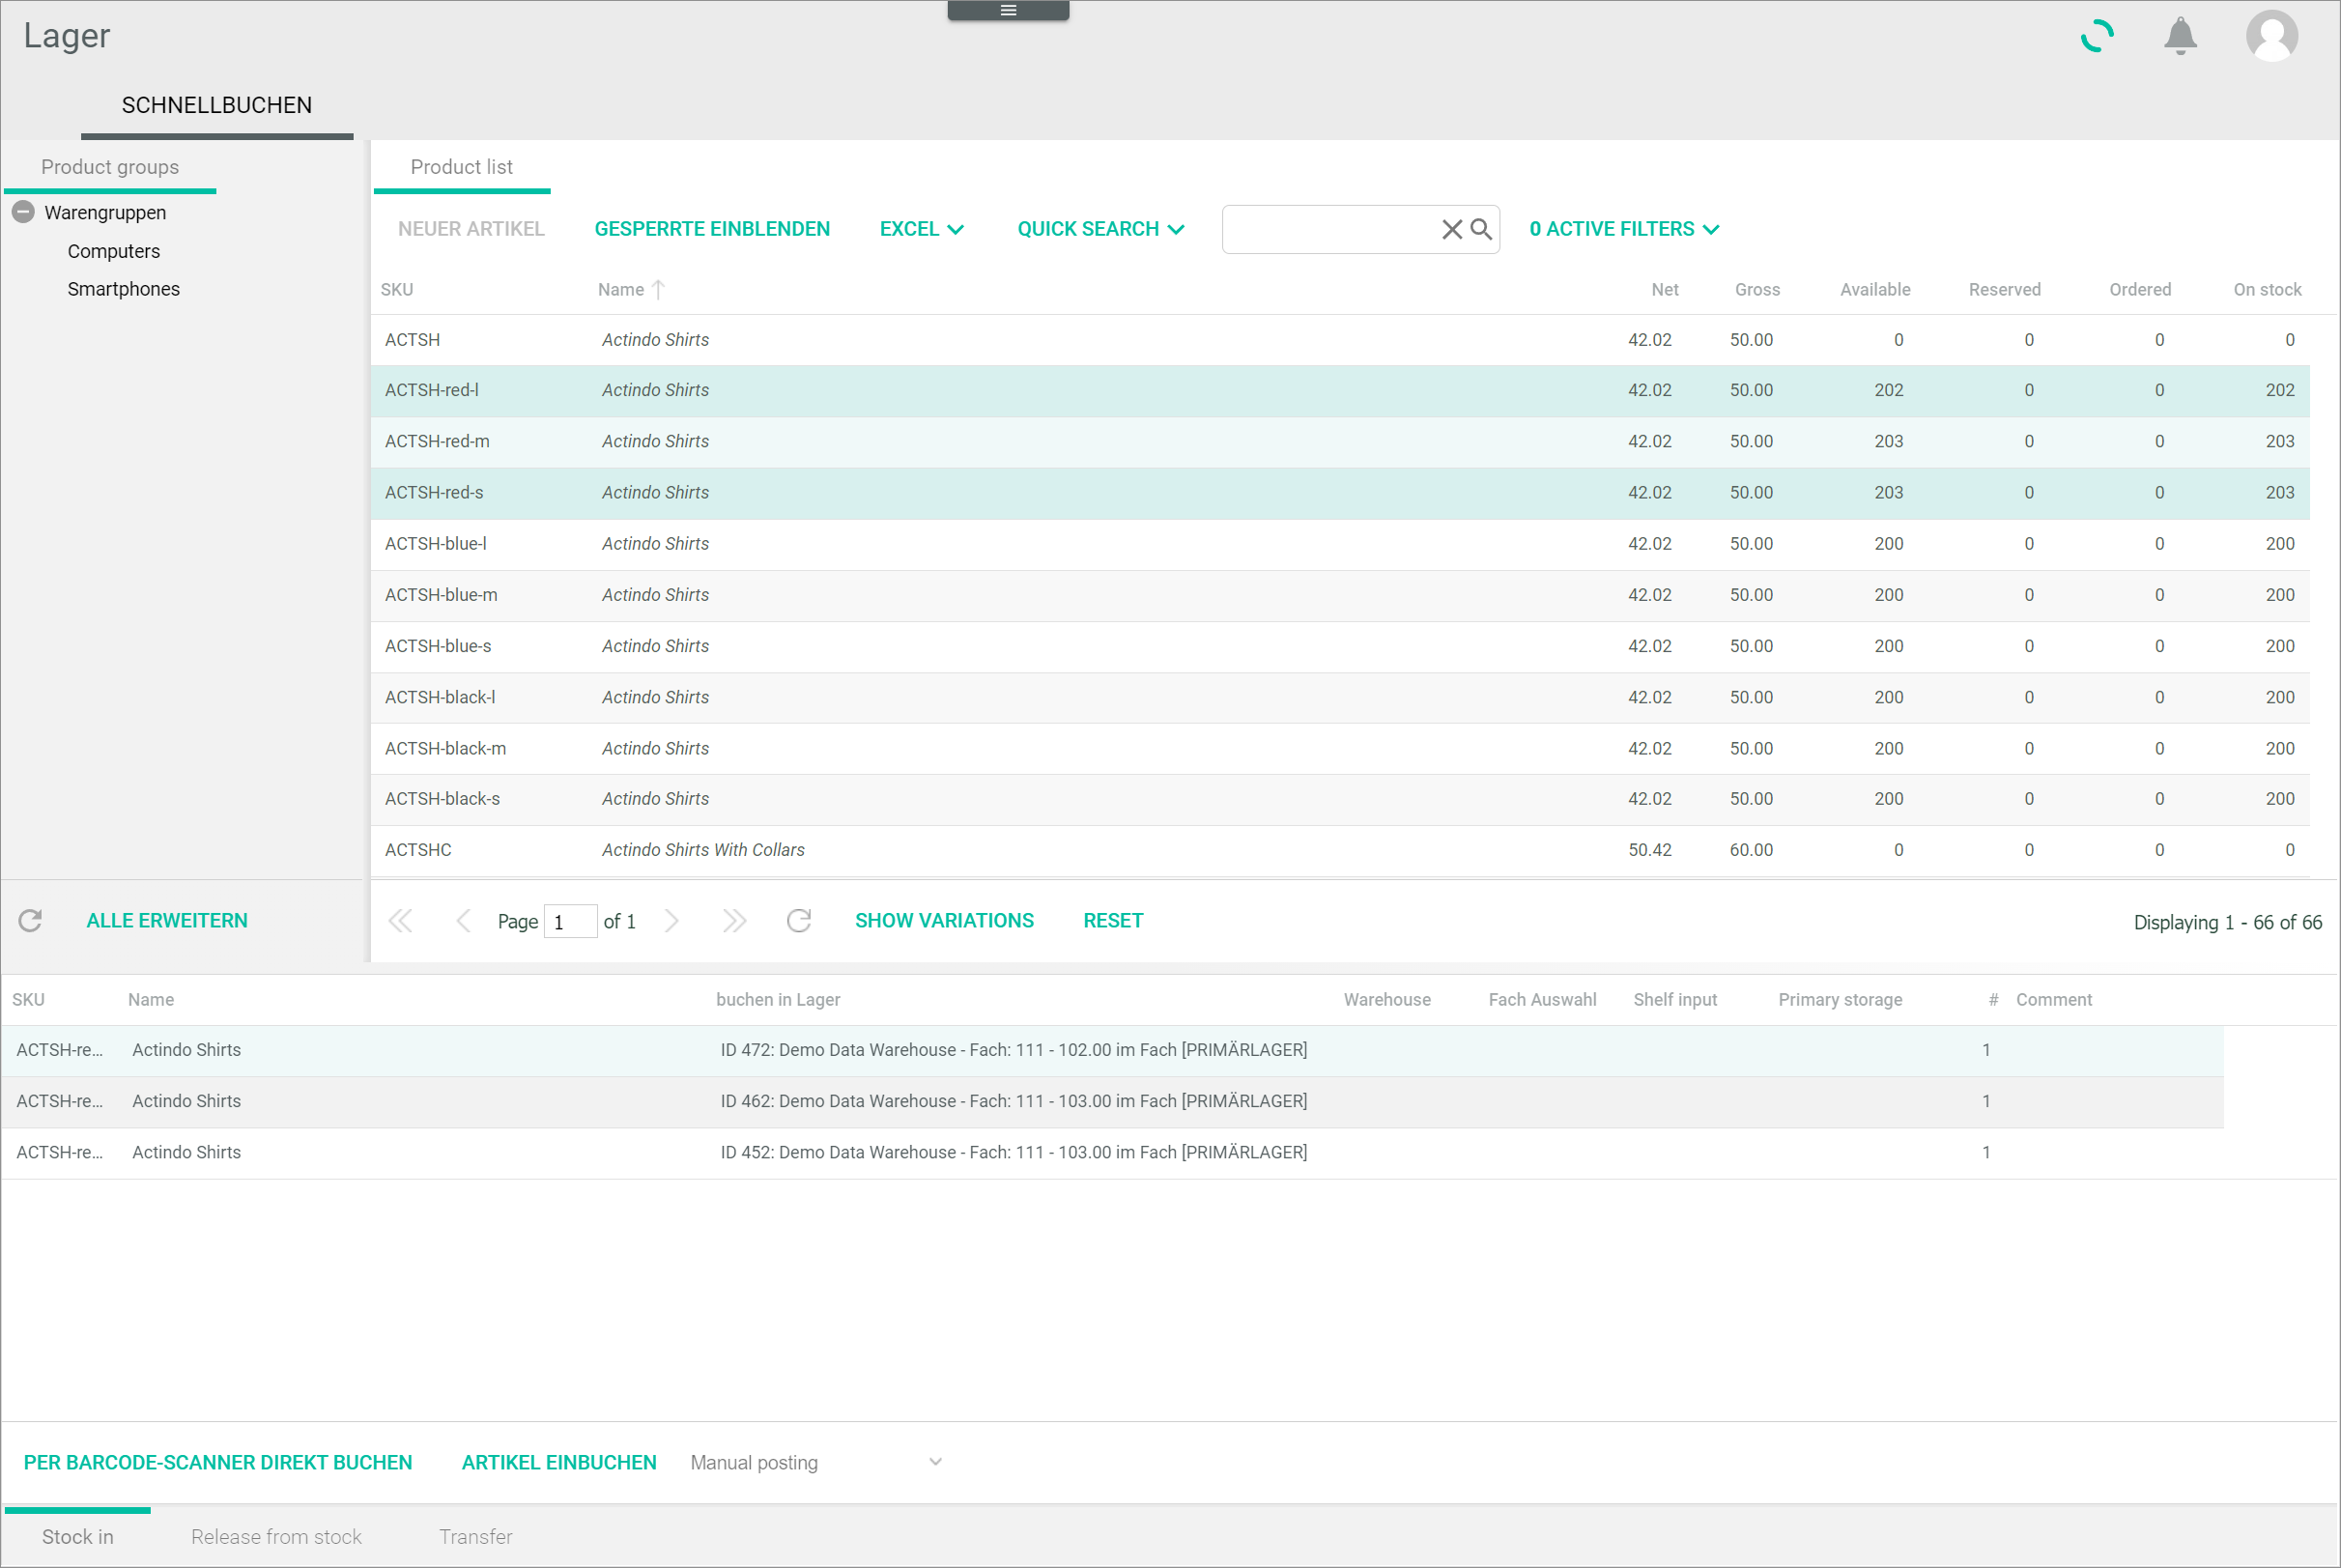 Lager
SCHNELLBUCHEN
Product groups
Warengruppen
Computers
Smartphones
ALLE ERWEITERN
Product list
NEUER ARTIKEL GESPERRTE EINBLENDEN EXCEL QUICK SEARCH 0 ACTIVE FILTERS
SKU Name Net Gross Available Reserved Ordered On stock
ACTSH Actindo Shirts 42.02 50.00 0 0 0 0
ACTSH-red-l Actindo Shirts 42.02 50.00 202 0 0 202
ACTSH-red-m Actindo Shirts 42.02 50.00 203 0 0 203
ACTSH-red-s Actindo Shirts 42.02 50.00 203 0 0 203
ACTSH-blue-l Actindo Shirts 42.02 50.00 200 0 0 200
ACTSH-blue-m Actindo Shirts 42.02 50.00 200 0 0 200
ACTSH-blue-s Actindo Shirts 42.02 50.00 200 0 0 200
ACTSH-black-l Actindo Shirts 42.02 50.00 200 0 0 200
ACTSH-black-m Actindo Shirts 42.02 50.00 200 0 0 200
ACTSH-black-s Actindo Shirts 42.02 50.00 200 0 0 200
ACTSHC Actindo Shirts With Collars 50.42 60.00 0 0 0 0
Page 1 of 1 SHOW VARIATIONS RESET Displaying 1 - 66 of 66
SKU Name buchen in Lager Warehouse Fach Auswahl Shelf input Primary storage # Comment
ACTSH-re... Actindo Shirts ID 472: Demo Data Warehouse - Fach: 111 - 102.00 im Fach [PRIMÄRLAGER] 1
ACTSH-re... Actindo Shirts ID 462: Demo Data Warehouse - Fach: 111 - 103.00 im Fach [PRIMÄRLAGER] 1
ACTSH-re... Actindo Shirts ID 452: Demo Data Warehouse - Fach: 111 - 103.00 im Fach [PRIMÄRLAGER] 1
PER BARCODE-SCANNER DIREKT BUCHEN ARTIKEL EINBUCHEN Manual posting
Stock in Release from stock Transfer